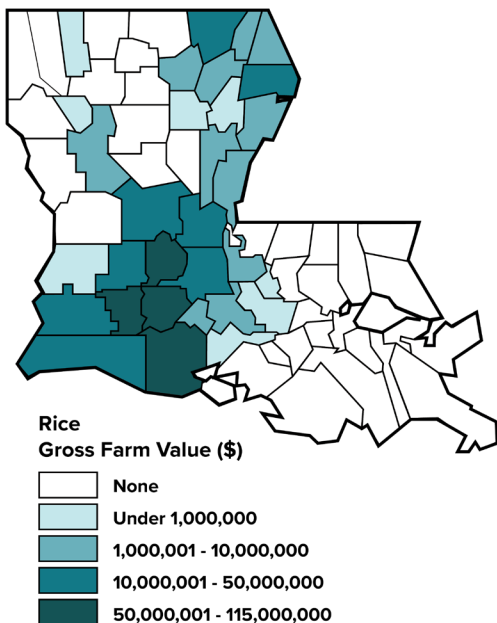 Rice
Gross Farm Value ($)
None
Under 1,000,000
1,000,001 - 10,000,000
10,000,001 - 50,000,000
50,000,001 - 115,000,000